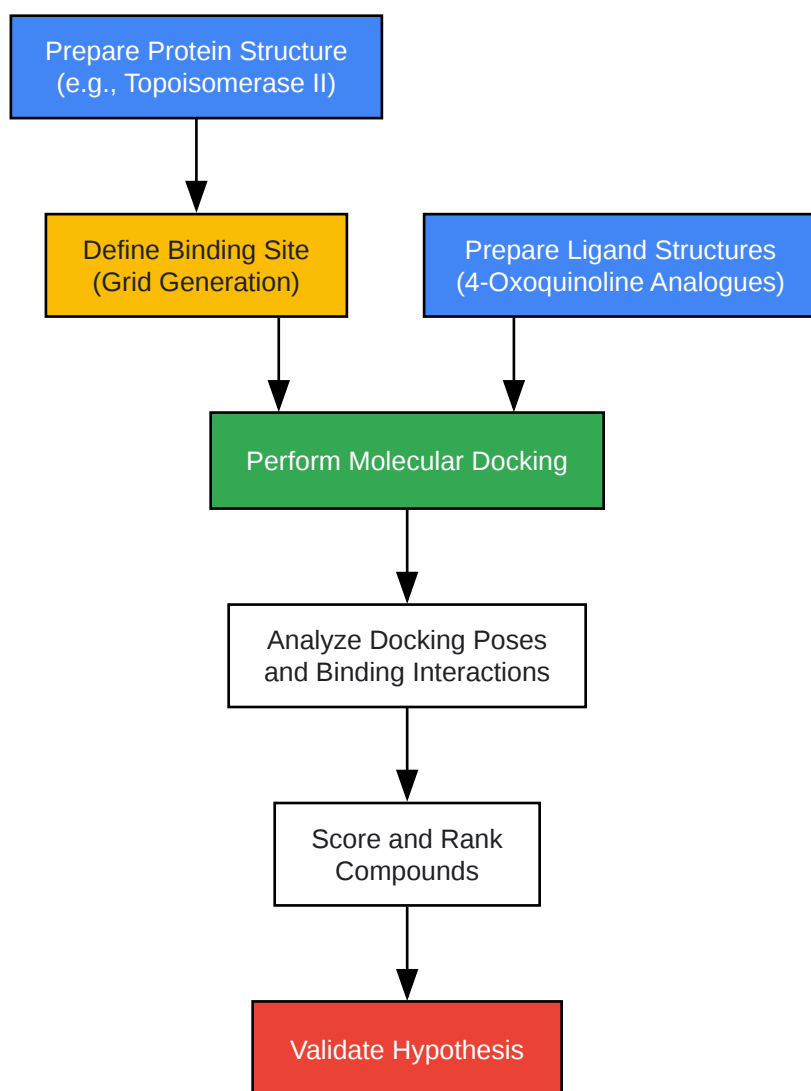 Prepare Protein Structure
(e.g., Topoisomerase II)
Define Binding Site
(Grid Generation)
Prepare Ligand Structures
(4-Oxoquinoline Analogues)
Perform Molecular Docking
Analyze Docking Poses
and Binding Interactions
Score and Rank
Compounds
Validate Hypothesis